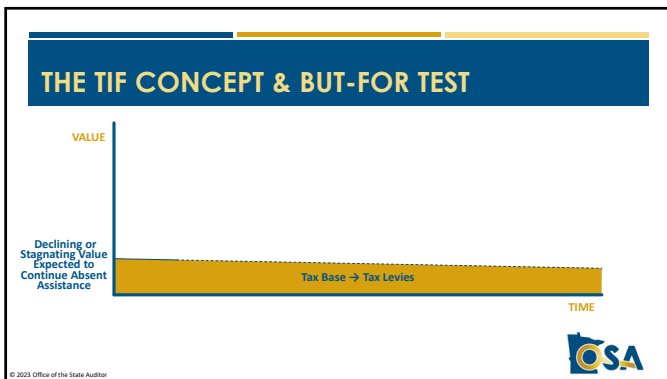 THE TIF CONCEPT & BUT-FOR TEST
VALUE
Declining or
Stagnating Value
Expected to
Continue Absent
Assistance
Tax Base → Tax Levies
TIME
OSA
© 2023 Office of the State Auditor